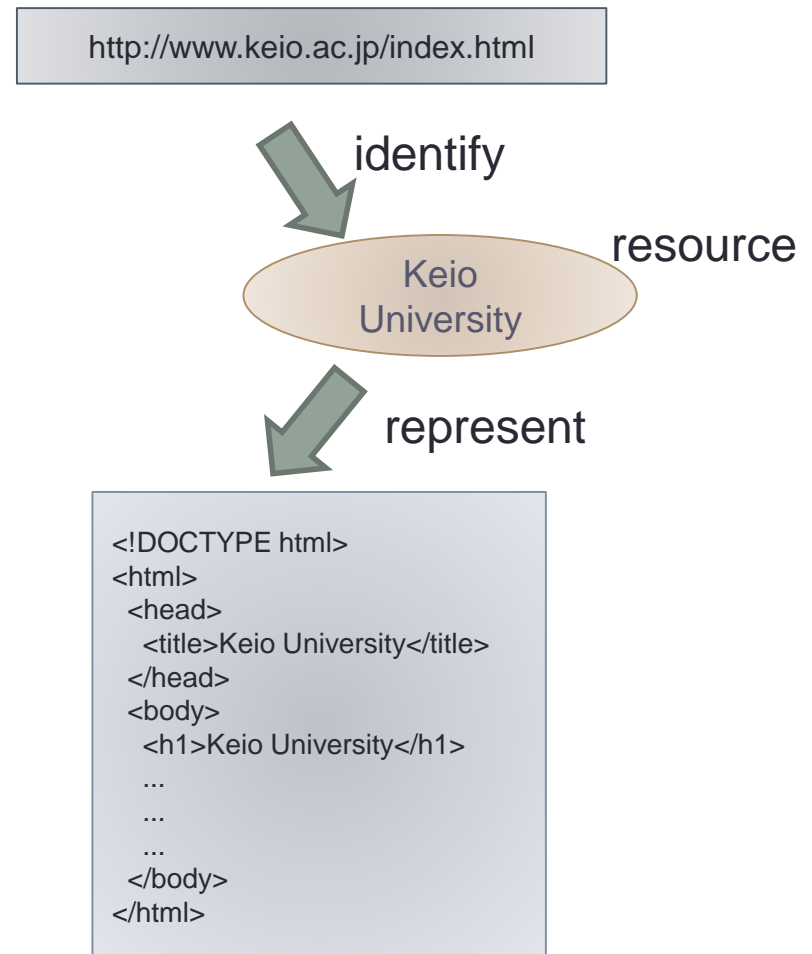 http://www.keio.ac.jp/index.html
identify
resource
Keio
University
represent
<!DOCTYPE html>
<html>
<head>
<title>Keio University</title>
</head>
<body>
<h1>Keio University</h1>
...
...
...
</body>
</html>